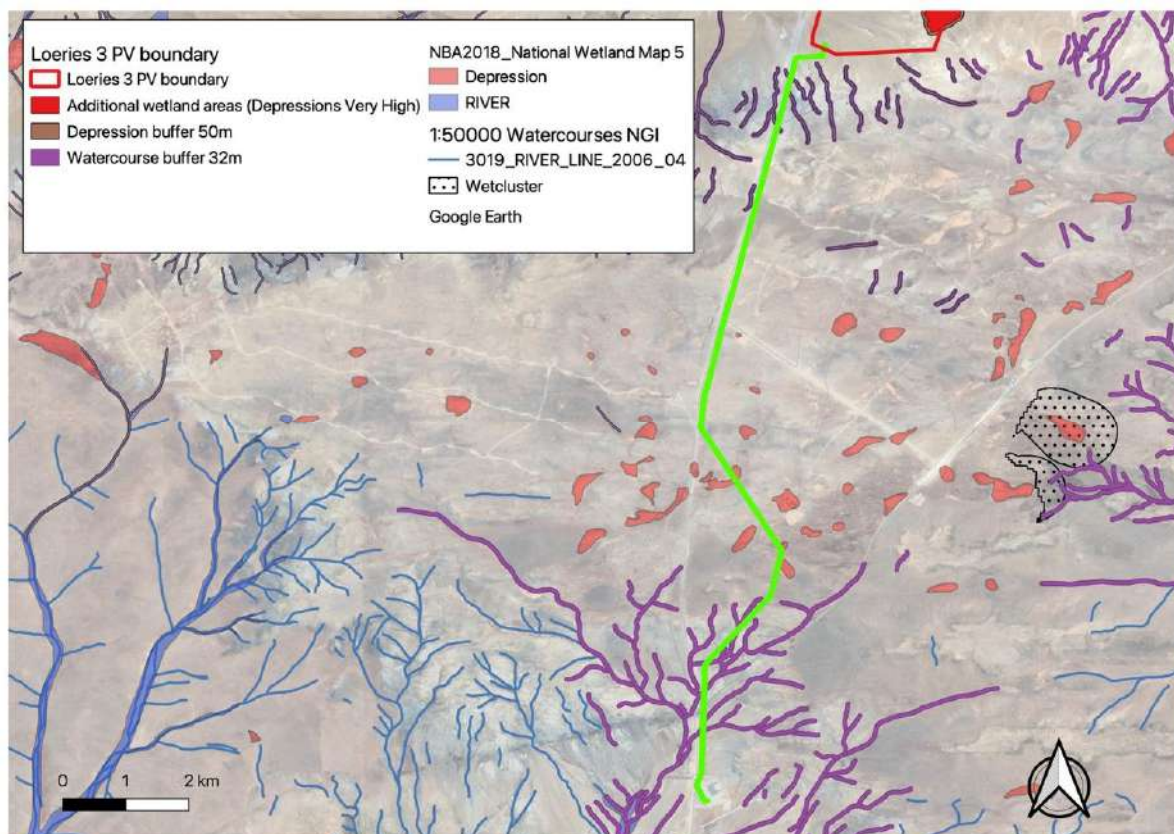 Loeries 3 PV boundary
Loeries 3 PV boundary
Additional wetland areas (Depressions Very High)
Depression buffer 50m
Watercourse buffer 32m
NBA2018_National Wetland Map 5
Depression
RIVER
1:50000 Watercourses NGI
3019_RIVER_LINE_2006_04
Wetcluster
Google Earth
0 1 2 km